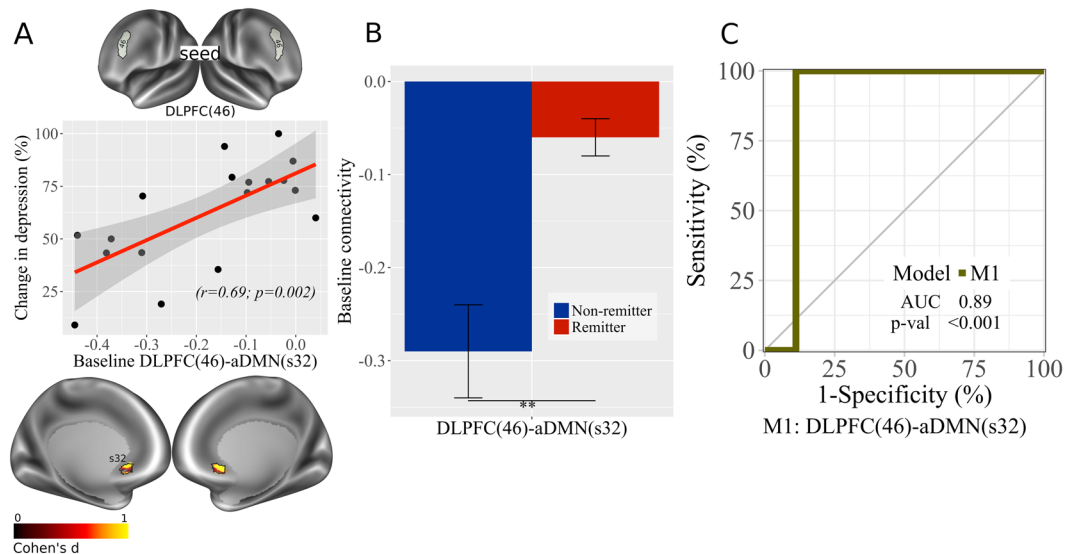 A
46
46
seed
DLPFC(46)
Change in depression (%)
100
75
50
25
(r=0.69; p=0.002)
-0.4
-0.3
-0.2
-0.1
0.0
Baseline DLPFC(46)-aDMN(s32)
s32
0
1
Cohen's d
B
Baseline connectivity
0.0
-0.1
-0.2
-0.3
Non-remitter
Remitter
**
DLPFC(46)-aDMN(s32)
C
Sensitivity (%)
100
75
50
25
0
Model M1
AUC 0.89
p-val <0.001
0
25
50
75
100
1-Specificity (%)
M1: DLPFC(46)-aDMN(s32)